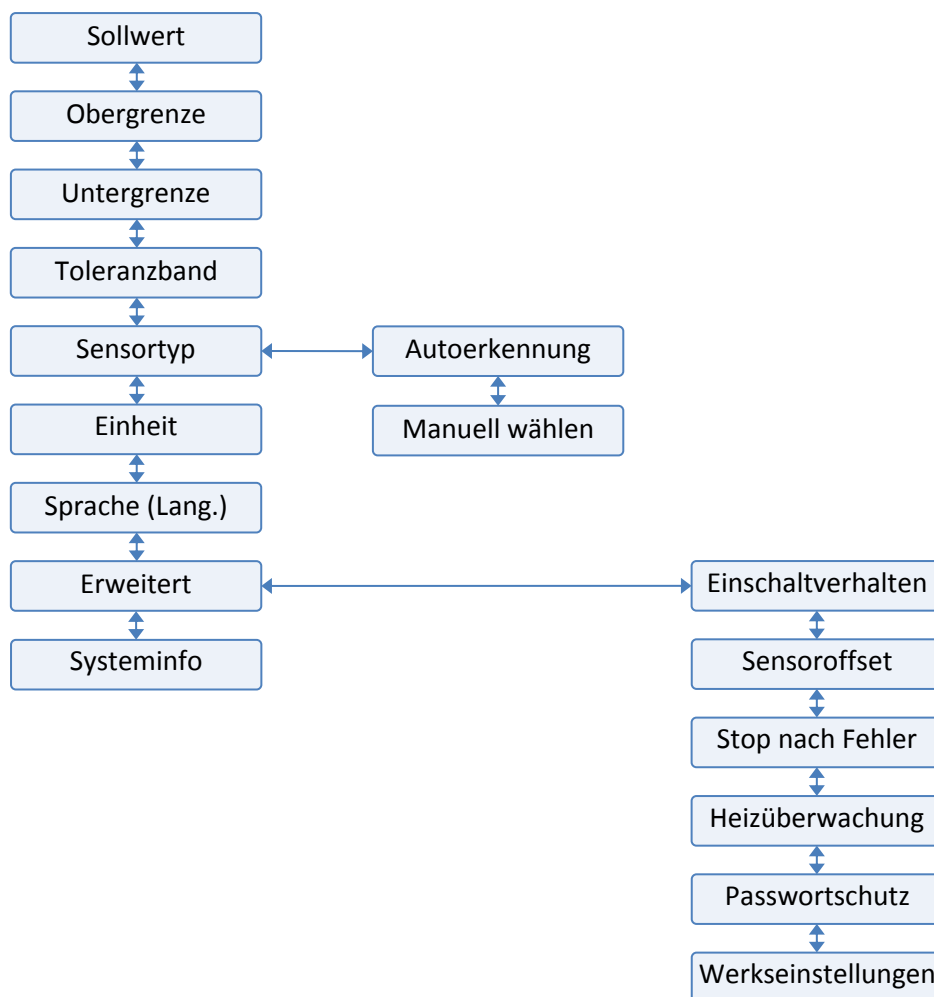 Sollwert
Obergrenze
Untergrenze
Toleranzband
Sensortyp
Autoerkennung
Einheit
Manuell wählen
Sprache (Lang.)
Erweitert
Einschaltverhalten
Systeminfo
Sensoroffset
Stop nach Fehler
Heizüberwachung
Passwortschutz
Werkseinstellungen